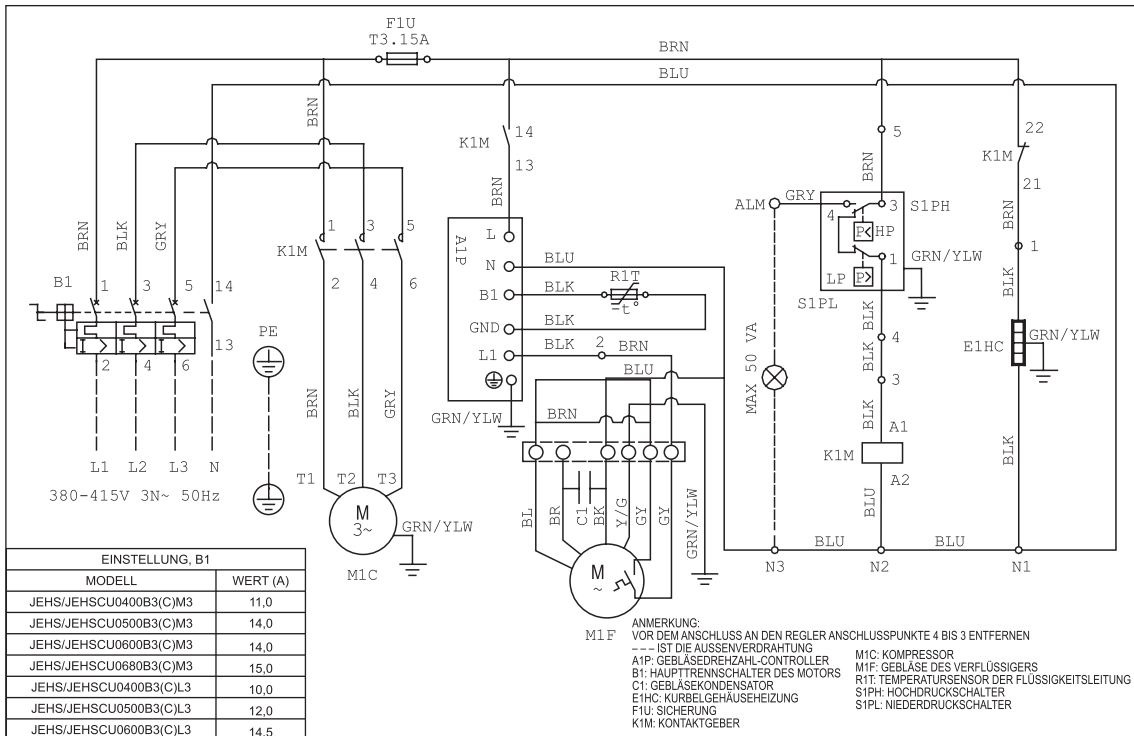 F1U
T3.15A
BRN
BLU
BRN
K1M
14
13
BRN
5
BRN
22
K1M
21
BRN
1
BLK
GRN/YLW
E1HC
BLK
ALM
GRY
4
3
S1PH
P<
HP
1
GRN/YLW
LP
P>
S1PL
BLK
4
BLK
3
BLK
A1
K1M
A2
BLU
MAX 50 VA
BRN
BLK
GRY
B1
1
3
5
14
13
2
4
6
L1
L2
L3
N
380-415V 3N~ 50Hz
PE
K1M
1
3
5
2
4
6
BRN
BLK
GRY
T1
T2
T3
M
3~
GRN/YLW
M1C
A1P
L
N
BLU
B1
BLK
R1T
-t°
GND
BLK
L1
BLK
2
BRN
BLU
GRN/YLW
BRN
BL
BR
C1
BK
Y/G
GY
GY
GRN/YLW
M
~
M1F
BLU
BLU
N3
N2
N1
EINSTELLUNG, B1
MODELL WERT (A)
JEHS/JEHSCU0400B3(C)M3 11,0
JEHS/JEHSCU0500B3(C)M3 14,0
JEHS/JEHSCU0600B3(C)M3 14,0
JEHS/JEHSCU0680B3(C)M3 15,0
JEHS/JEHSCU0400B3(C)L3 10,0
JEHS/JEHSCU0500B3(C)L3 12,0
JEHS/JEHSCU0600B3(C)L3 14,5
ANMERKUNG:
VOR DEM ANSCHLUSS AN DEN REGLER ANSCHLUSSPUNKTE 4 BIS 3 ENTFERNEN
--- IST DIE AUSSENVERDRAHTUNG
A1P: GEBLÄSEDREHZAHL-CONTROLLER
B1: HAUPTTRENNSCHALTER DES MOTORS
C1: GEBLÄSEKONDENSATOR
E1HC: KURBELGEHÄUSEHEIZUNG
F1U: SICHERUNG
K1M: KONTAKTGEBER
M1C: KOMPRESSOR
M1F: GEBLÄSE DES VERFLÜSSIGERS
R1T: TEMPERATURSENSOR DER FLÜSSIGKEITSLEITUNG
S1PH: HOCHDRUCKSCHALTER
S1PL: NIEDERDRUCKSCHALTER